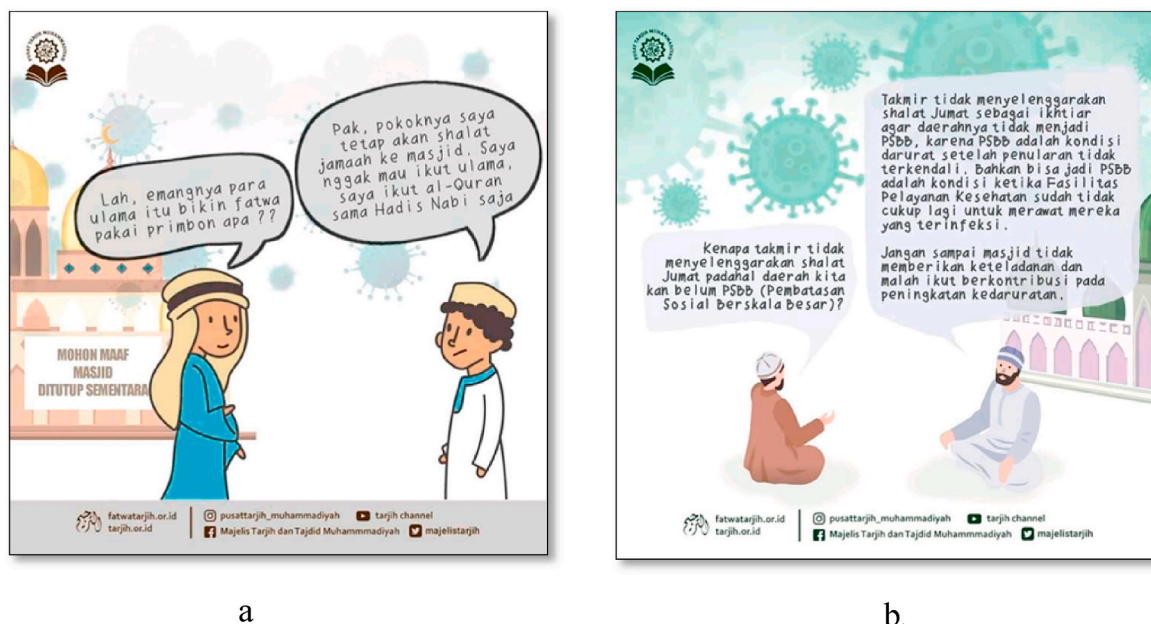 PUSAT TARJIH MUHAMMADIYAH
Pak, pokoknya saya
tetap akan shalat
jamaah ke masjid. Saya
nggak mau ikut ulama,
saya ikut al-Quran
sama Hadis Nabi saja
Lah, emangnya para
ulama itu bikin fatwa
pakai primbon apa ??
MOHON MAAF
MASJID
DITUTUP SEMENTARA
fatwatarjih.or.id
tarjih.or.id
pusattarjih_muhammadiyah
tarjih channel
Majelis Tarjih dan Tajdid Muhammmadiyah
majelistarjih
a
PUSAT TARJIH MUHAMMADIYAH
Kenapa takmir tidak
menyelenggarakan shalat
Jumat padahal daerah kita
kan belum PSBB (Pembatasan
Sosial Berskala Besar)?
Takmir tidak menyelenggarakan
shalat Jumat sebagai ikhtiar
agar daerahnya tidak menjadi
PSBB, karena PSBB adalah kondisi
darurat setelah penularan tidak
terkendali. Bahkan bisa jadi PSBB
adalah kondisi ketika Fasilitas
Pelayanan Kesehatan sudah tidak
cukup lagi untuk merawat mereka
yang terinfeksi.
Jangan sampai masjid tidak
memberikan keteladanan dan
malah ikut berkontribusi pada
peningkatan kedaruratan.
fatwatarjih.or.id
tarjih.or.id
pusattarjih_muhammadiyah
tarjih channel
Majelis Tarjih dan Tajdid Muhammmadiyah
majelistarjih
b